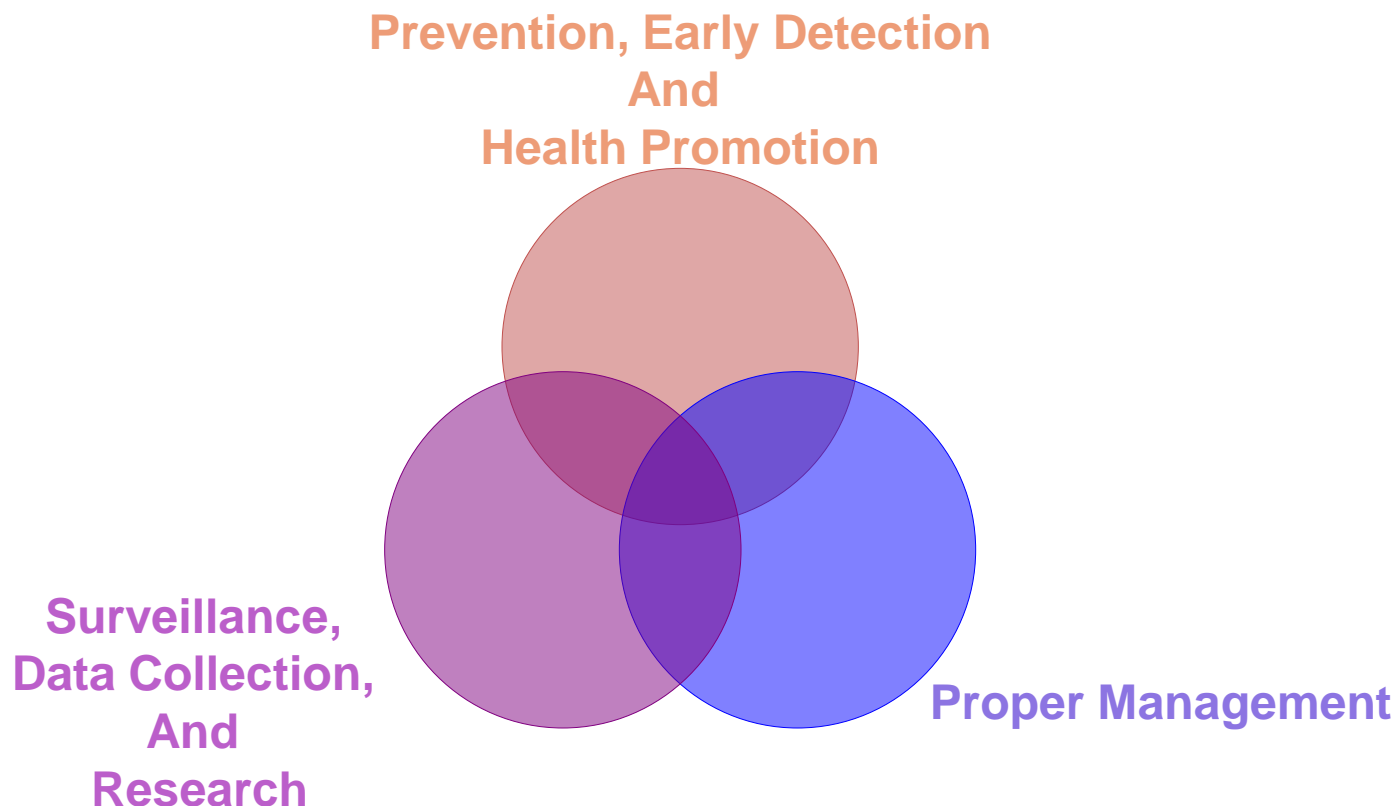 Prevention, Early Detection
And
Health Promotion
Surveillance,
Data Collection,
And
Research
Proper Management